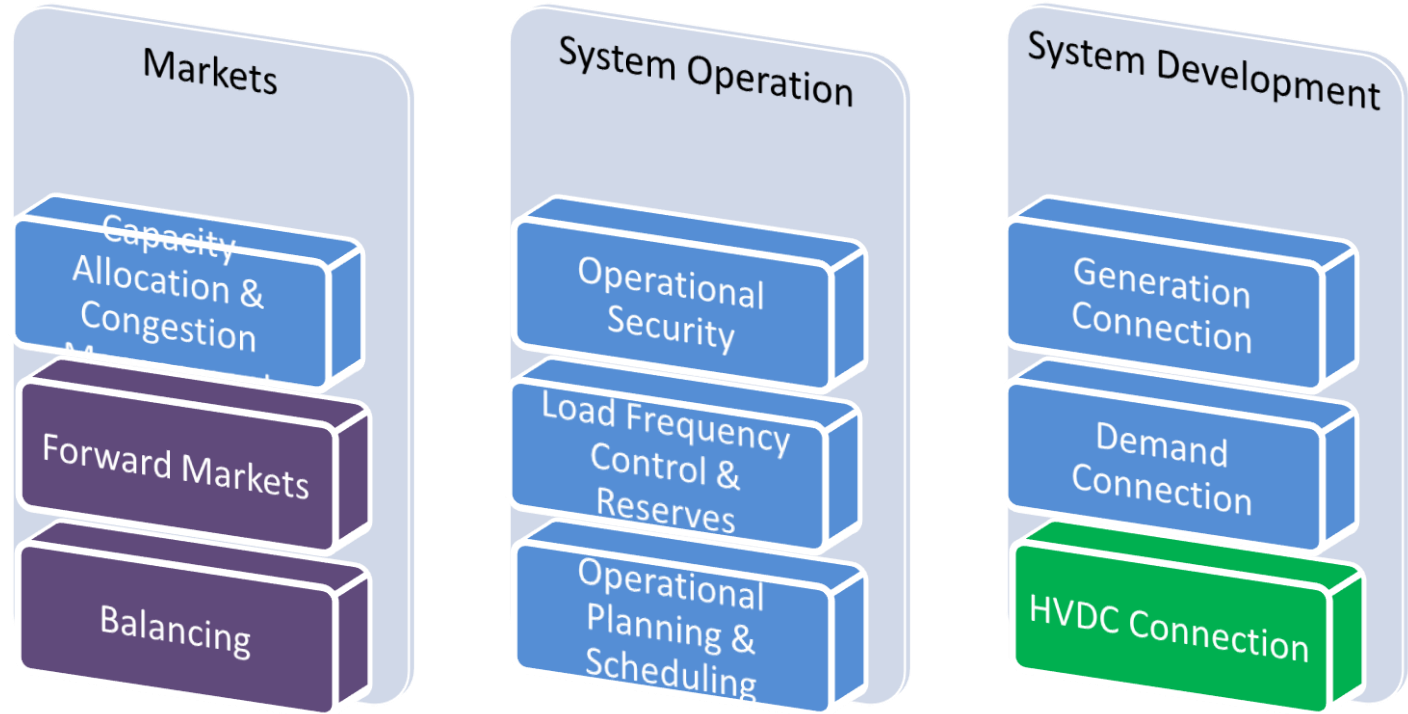 Markets
Capacity
Allocation &
Congestion
Forward Markets
Balancing
System Operation
Operational
Security
Load Frequency
Control &
Reserves
Operational
Planning &
Scheduling
System Development
Generation
Connection
Demand
Connection
HVDC Connection